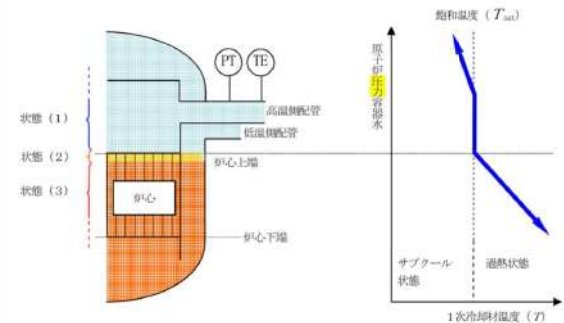 飽和温度（Tsat）
PT
TE
原子炉圧力容器水
高温側配管
低温側配管
状態（1）
状態（2）
炉心上端
状態（3）
炉心
炉心下端
サブクール
状態
過熱状態
1次冷却材温度（T）